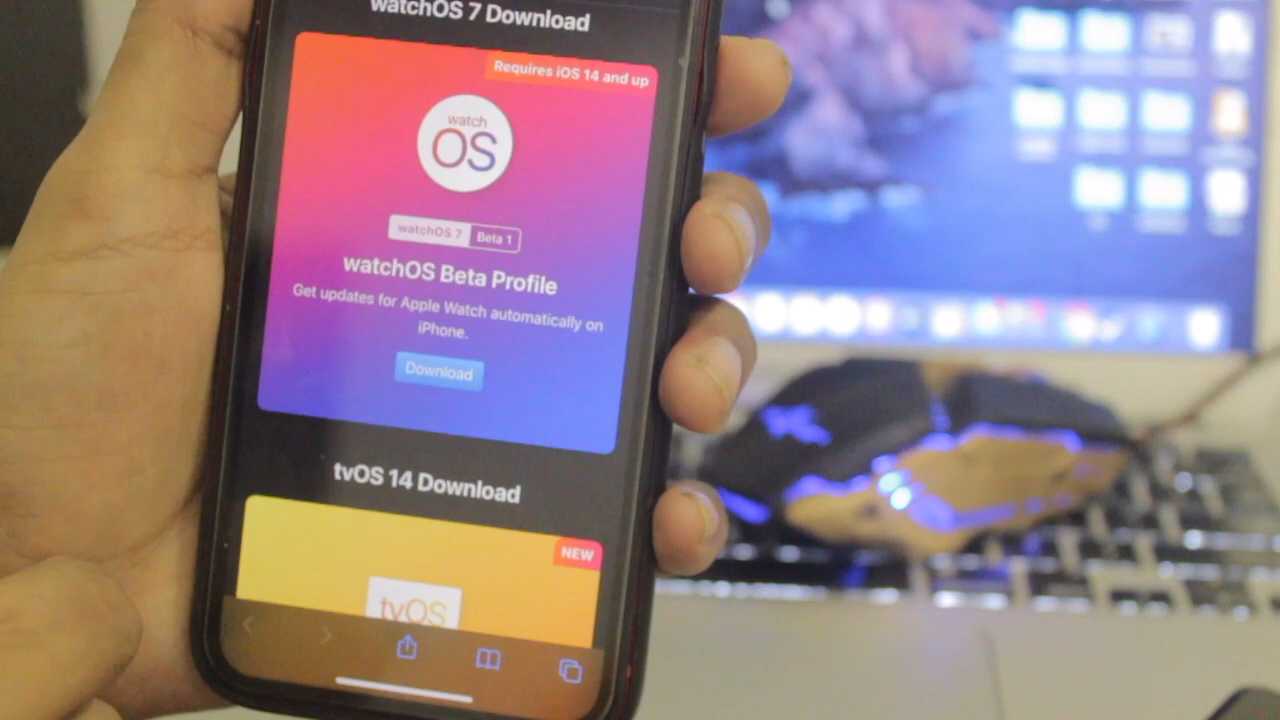 watchOS 7 Download
Requires iOS 14 and up
watch
OS
watchOS 7 Beta 1
watchOS Beta Profile
Get updates for Apple Watch automatically on
iPhone.
Download
tvOS 14 Download
NEW
tvOS